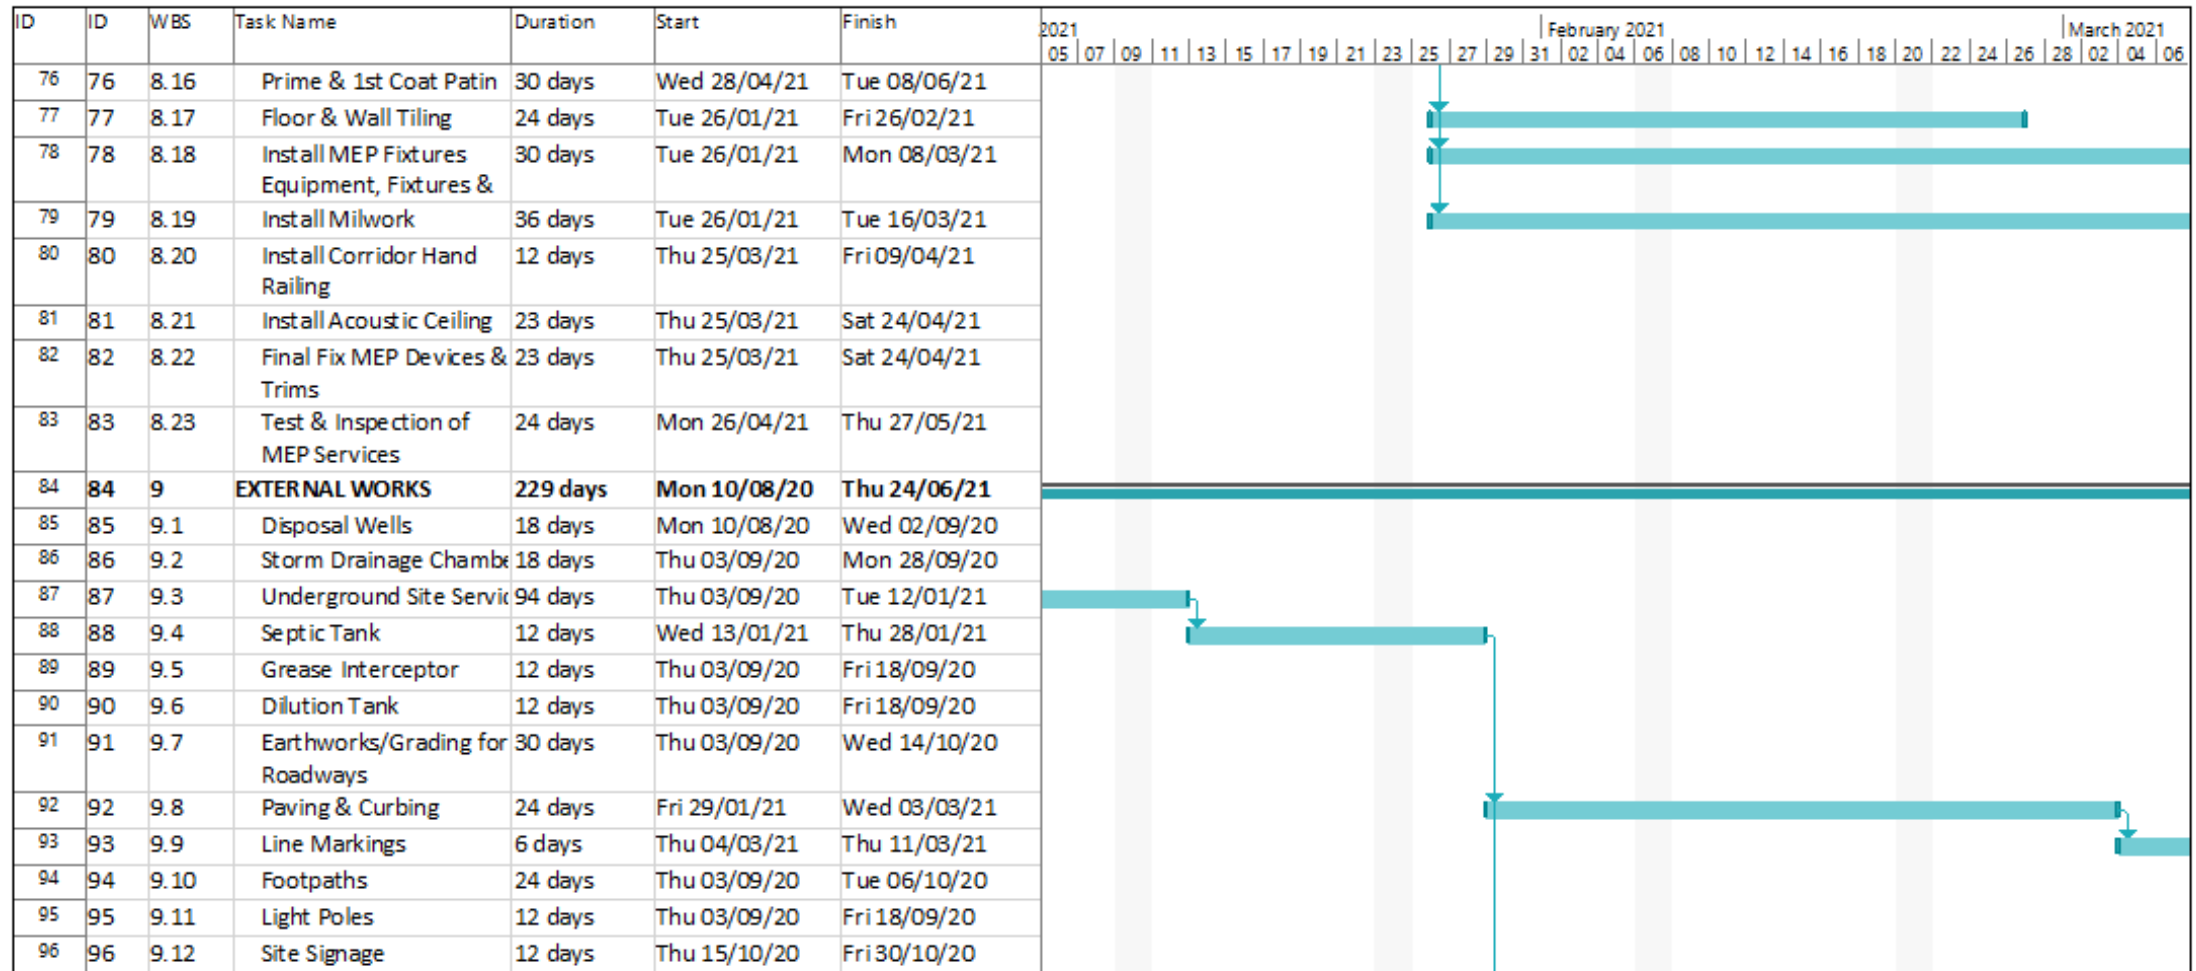 ID ID WBS Task Name Duration Start Finish
2021 February 2021 March 2021
05 07 09 11 13 15 17 19 21 23 25 27 29 31 02 04 06 08 10 12 14 16 18 20 22 24 26 28 02 04 06
76 76 8.16 Prime & 1st Coat Patin 30 days Wed 28/04/21 Tue 08/06/21
77 77 8.17 Floor & Wall Tiling 24 days Tue 26/01/21 Fri 26/02/21
78 78 8.18 Install MEP Fixtures 30 days Tue 26/01/21 Mon 08/03/21
Equipment, Fixtures &
79 79 8.19 Install Milwork 36 days Tue 26/01/21 Tue 16/03/21
80 80 8.20 Install Corridor Hand 12 days Thu 25/03/21 Fri 09/04/21
Railing
81 81 8.21 Install Acoustic Ceiling 23 days Thu 25/03/21 Sat 24/04/21
82 82 8.22 Final Fix MEP Devices & 23 days Thu 25/03/21 Sat 24/04/21
Trims
83 83 8.23 Test & Inspection of 24 days Mon 26/04/21 Thu 27/05/21
MEP Services
84 84 9 EXTERNAL WORKS 229 days Mon 10/08/20 Thu 24/06/21
85 85 9.1 Disposal Wells 18 days Mon 10/08/20 Wed 02/09/20
86 86 9.2 Storm Drainage Chambe 18 days Thu 03/09/20 Mon 28/09/20
87 87 9.3 Underground Site Servic 94 days Thu 03/09/20 Tue 12/01/21
88 88 9.4 Septic Tank 12 days Wed 13/01/21 Thu 28/01/21
89 89 9.5 Grease Interceptor 12 days Thu 03/09/20 Fri 18/09/20
90 90 9.6 Dilution Tank 12 days Thu 03/09/20 Fri 18/09/20
91 91 9.7 Earthworks/Grading for 30 days Thu 03/09/20 Wed 14/10/20
Roadways
92 92 9.8 Paving & Curbing 24 days Fri 29/01/21 Wed 03/03/21
93 93 9.9 Line Markings 6 days Thu 04/03/21 Thu 11/03/21
94 94 9.10 Footpaths 24 days Thu 03/09/20 Tue 06/10/20
95 95 9.11 Light Poles 12 days Thu 03/09/20 Fri 18/09/20
96 96 9.12 Site Signage 12 days Thu 15/10/20 Fri 30/10/20